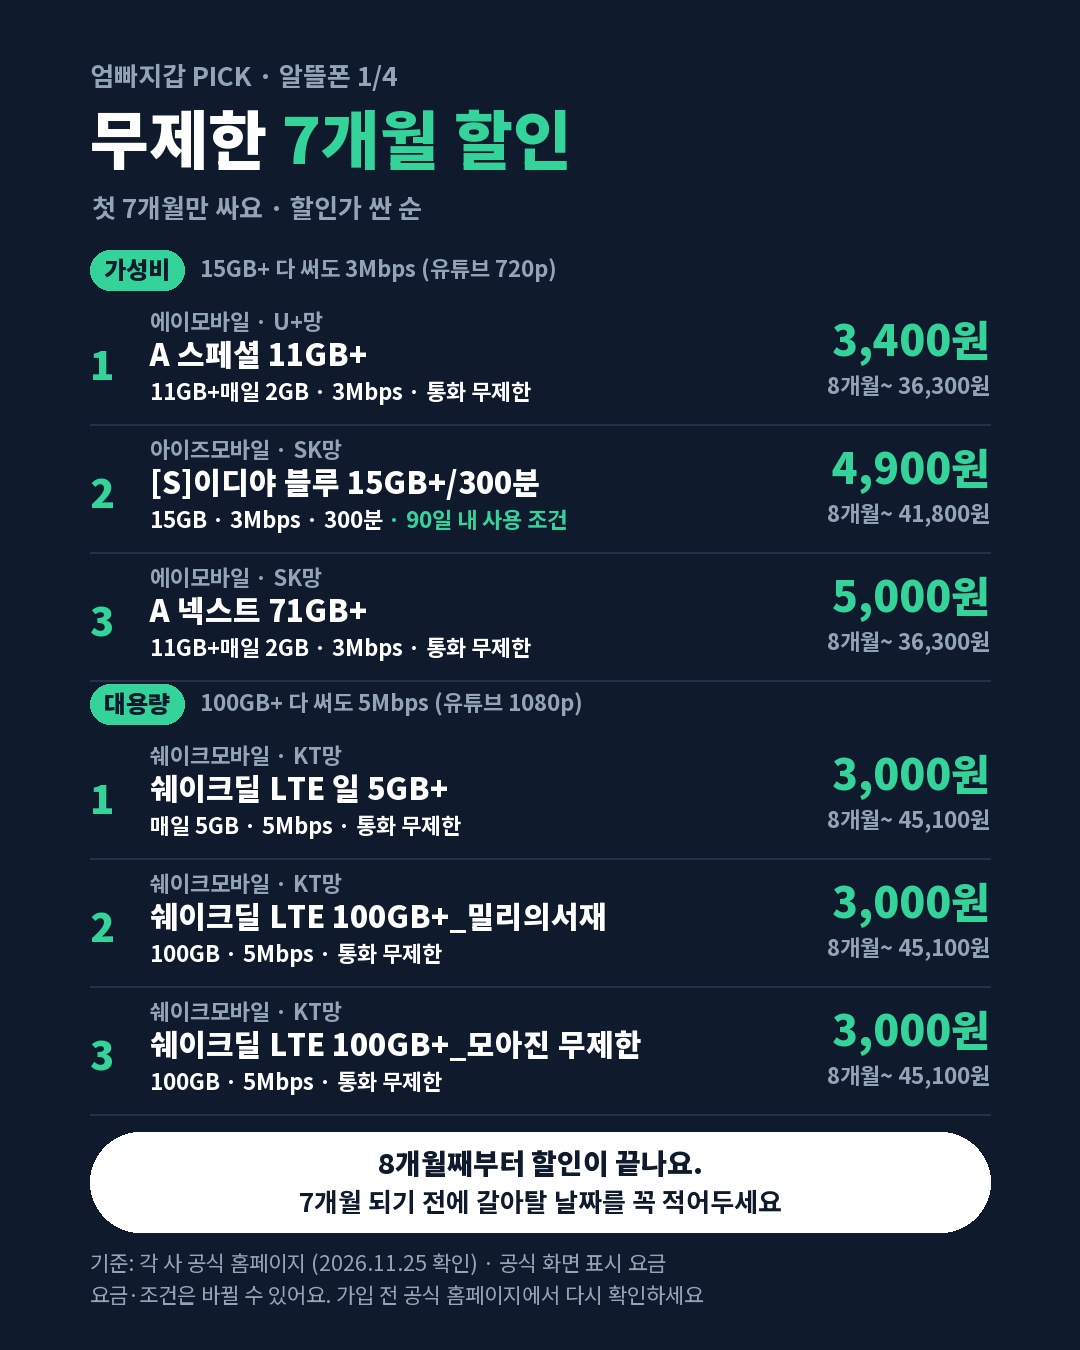 엄빠지갑 PICK · 알뜰폰 1/4
무제한 7개월 할인
첫 7개월만 싸요 · 할인가 싼 순
가성비 15GB+ 다 써도 3Mbps (유튜브 720p)
에이모바일 · U+망
1 A 스페셜 11GB+ 3,400원
11GB+매일 2GB · 3Mbps · 통화 무제한 8개월~ 36,300원
아이즈모바일 · SK망
2 [S]이디야 블루 15GB+/300분 4,900원
15GB · 3Mbps · 300분 · 90일 내 사용 조건 8개월~ 41,800원
에이모바일 · SK망
3 A 넥스트 71GB+ 5,000원
11GB+매일 2GB · 3Mbps · 통화 무제한 8개월~ 36,300원
대용량 100GB+ 다 써도 5Mbps (유튜브 1080p)
쉐이크모바일 · KT망
1 쉐이크딜 LTE 일 5GB+ 3,000원
매일 5GB · 5Mbps · 통화 무제한 8개월~ 45,100원
쉐이크모바일 · KT망
2 쉐이크딜 LTE 100GB+_밀리의서재 3,000원
100GB · 5Mbps · 통화 무제한 8개월~ 45,100원
쉐이크모바일 · KT망
3 쉐이크딜 LTE 100GB+_모아진 무제한 3,000원
100GB · 5Mbps · 통화 무제한 8개월~ 45,100원
8개월째부터 할인이 끝나요.
7개월 되기 전에 갈아탈 날짜를 꼭 적어두세요
기준: 각 사 공식 홈페이지 (2026.11.25 확인) · 공식 화면 표시 요금
요금·조건은 바뀔 수 있어요. 가입 전 공식 홈페이지에서 다시 확인하세요